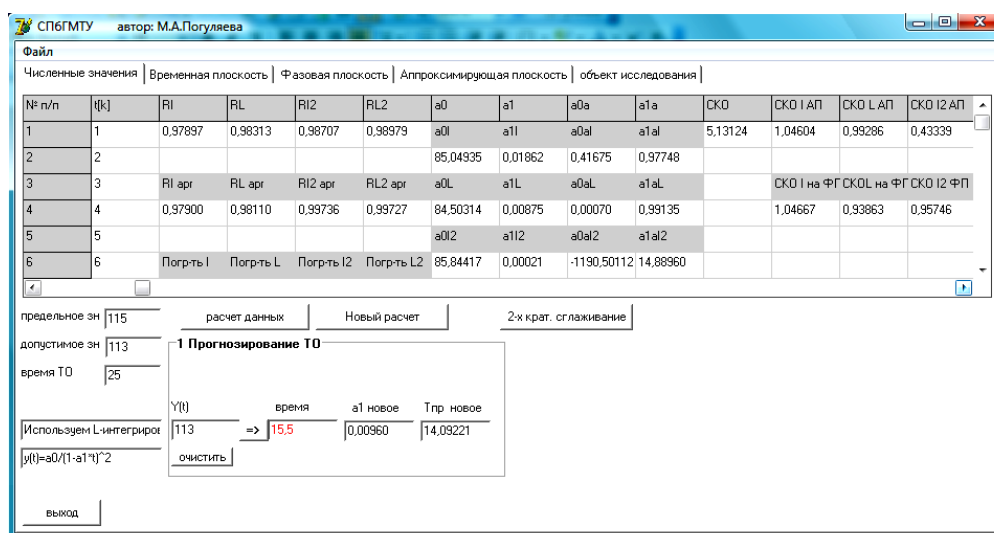 СПбГМТУ автор: М.А.Погуляева
Файл
Численные значения Временная плоскость Фазовая плоскость Аппроксимирующая плоскость объект исследования
№ п/п t[k] RI RL RI2 RL2 a0 a1 a0a a1a СКО СКО I АП СКО L АП СКО I2 АП
1 1 0,97897 0,98313 0,98707 0,98979 a0I a1I a0aI a1aI 5,13124 1,04604 0,99286 0,43339
2 2 85,04935 0,01862 0,41675 0,97748
3 3 RI apr RL apr RI2 apr RL2 apr a0L a1L a0aL a1aL СКО I на ФГ СКОL на ФГ СКО I2 ФП
4 4 0,97900 0,98110 0,99736 0,99727 84,50314 0,00875 0,00070 0,99135 1,04667 0,93863 0,95746
5 5 a0I2 a1I2 a0aI2 a1aI2
6 6 Погр-ть I Погр-ть L Погр-ть I2 Погр-ть L2 85,84417 0,00021 -1190,50112 14,88960
предельное зн 115 расчет данных Новый расчет 2-х крат. сглаживание
допустимое зн 113 1 Прогнозирование ТО
время ТО 25
Y(t) время a1 новое Тпр новое
Используем L-интегриров 113 => 15,5 0,00960 14,09221
y(t)=a0/(1-a1*t)^2 очистить
выход